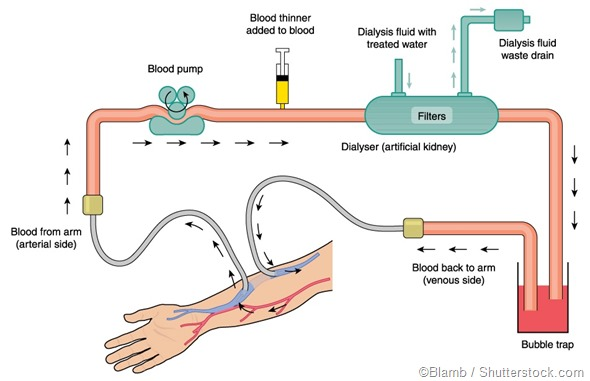 Blood thinner
added to blood
Dialysis fluid with
treated water
Dialysis fluid
waste drain
Blood pump
Filters
Dialyser (artificial kidney)
Blood from arm
(arterial side)
Blood back to arm
(venous side)
Bubble trap
©Blamb / Shutterstock.com